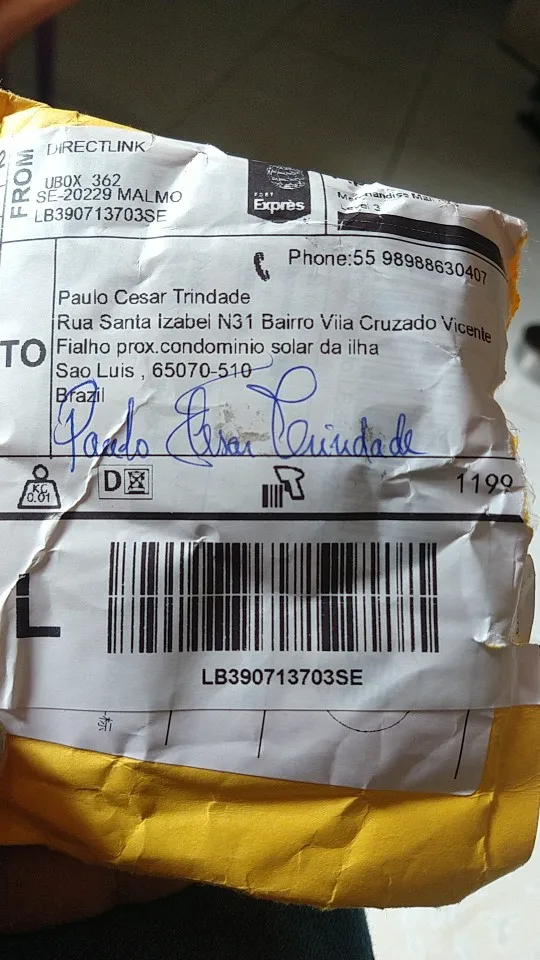 FROM
DIRECTLINK
UBOX 362
SE-20229 MALMO
LB390713703SE
Exprès
Level 3
Phone:55 98988630407
TO
Paulo Cesar Trindade
Rua Santa Izabel N31 Bairro Vila Cruzado Vicente
Fialho prox.condominio solar da ilha
Sao Luis , 65070-510
Brazil
Paulo Cesar Trindade
KG
0.01
D
1199
L
LB390713703SE